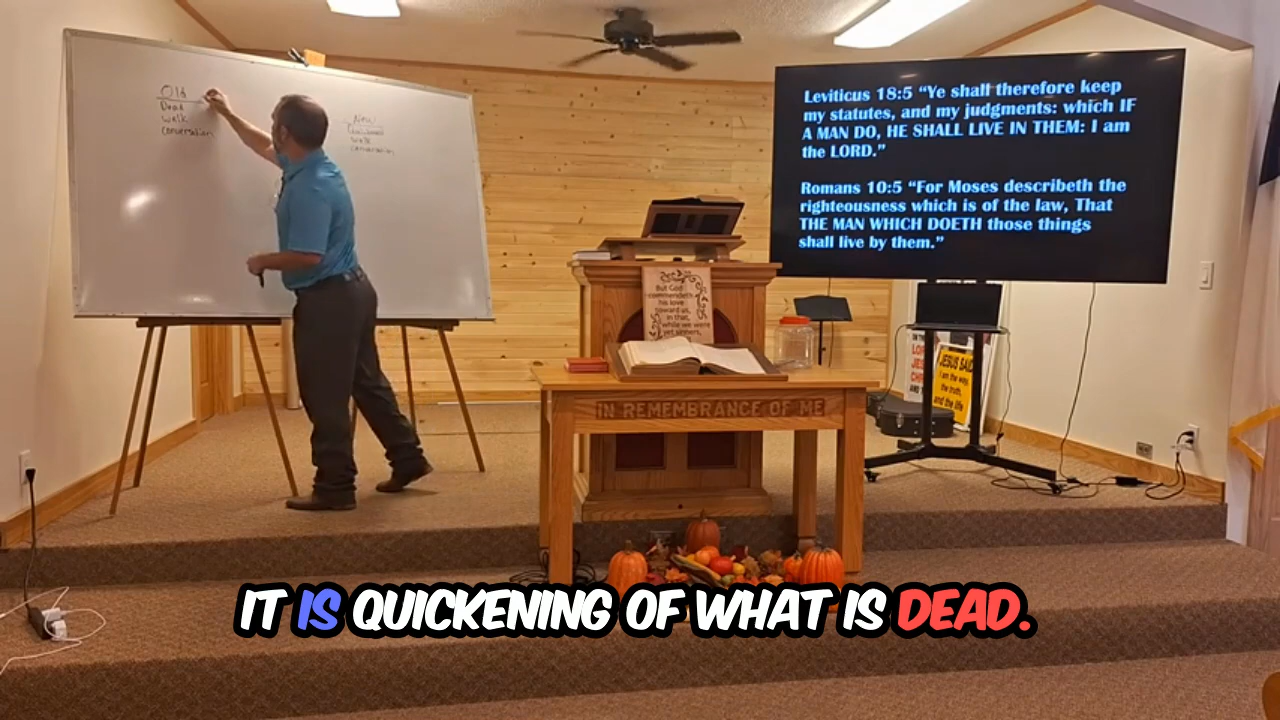 Old
Dead
walk
conversation
New
Quickened
walk
conversation
Leviticus 18:5 “Ye shall therefore keep
my statutes, and my judgments: which IF
A MAN DO, HE SHALL LIVE IN THEM: I am
the LORD.”
Romans 10:5 “For Moses describeth the
righteousness which is of the law, That
THE MAN WHICH DOETH those things
shall live by them.”
But God
commendeth
his love
toward us,
in that,
while we were
yet sinners,
IN REMEMBRANCE OF ME
JESUS SAID
I am the way,
the truth,
and the life
IT IS QUICKENING OF WHAT IS DEAD.